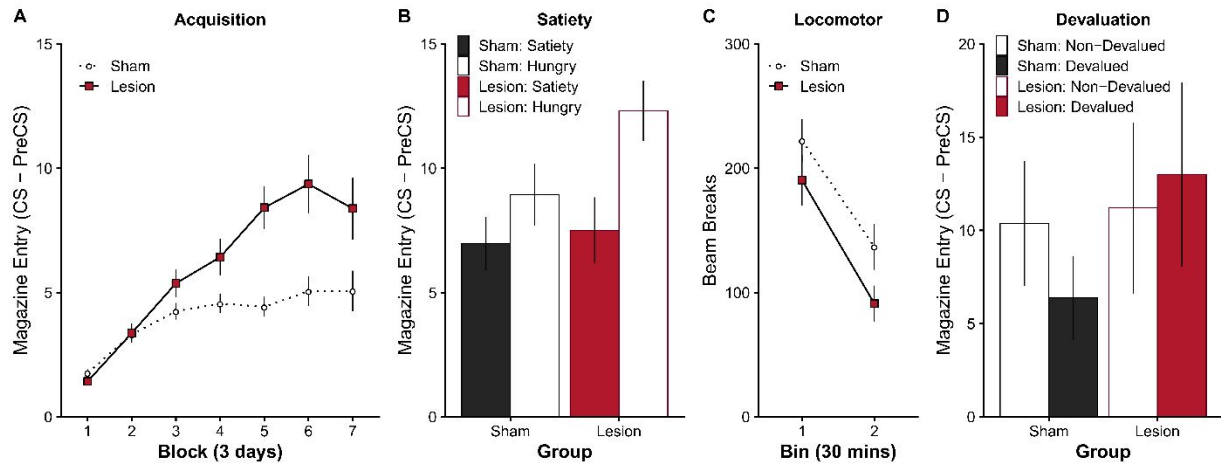 A
Acquisition
Magazine Entry (CS − PreCS)
15
10
5
0
Sham
Lesion
1 2 3 4 5 6 7
Block (3 days)
B
Satiety
Magazine Entry (CS − PreCS)
15
10
5
0
Sham: Satiety
Sham: Hungry
Lesion: Satiety
Lesion: Hungry
Sham Lesion
Group
C
Locomotor
Beam Breaks
300
200
100
0
Sham
Lesion
1 2
Bin (30 mins)
D
Devaluation
Magazine Entry (CS − PreCS)
20
15
10
5
0
Sham: Non−Devalued
Sham: Devalued
Lesion: Non−Devalued
Lesion: Devalued
Sham Lesion
Group